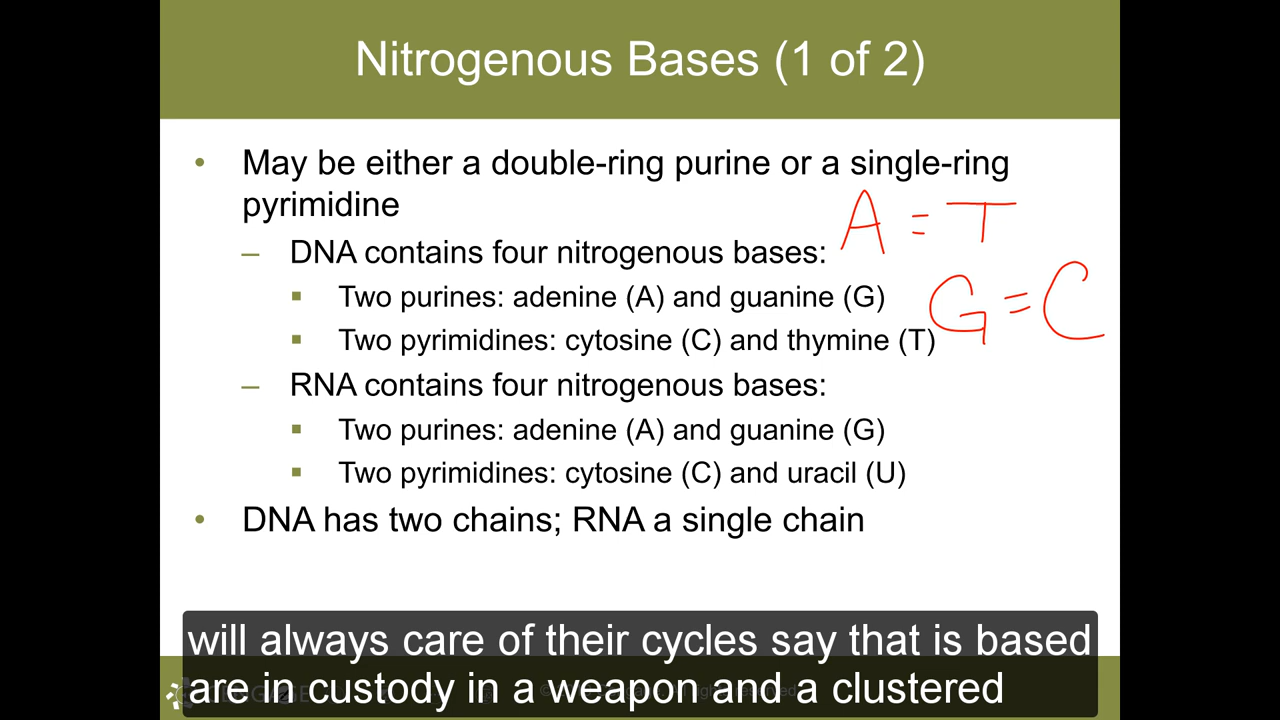 Nitrogenous Bases (1 of 2)
• May be either a double-ring purine or a single-ring
pyrimidine
A = T
– DNA contains four nitrogenous bases:
▪ Two purines: adenine (A) and guanine (G)
G = C
▪ Two pyrimidines: cytosine (C) and thymine (T)
– RNA contains four nitrogenous bases:
▪ Two purines: adenine (A) and guanine (G)
▪ Two pyrimidines: cytosine (C) and uracil (U)
• DNA has two chains; RNA a single chain
will always care of their cycles say that is based
are in custody in a weapon and a clustered